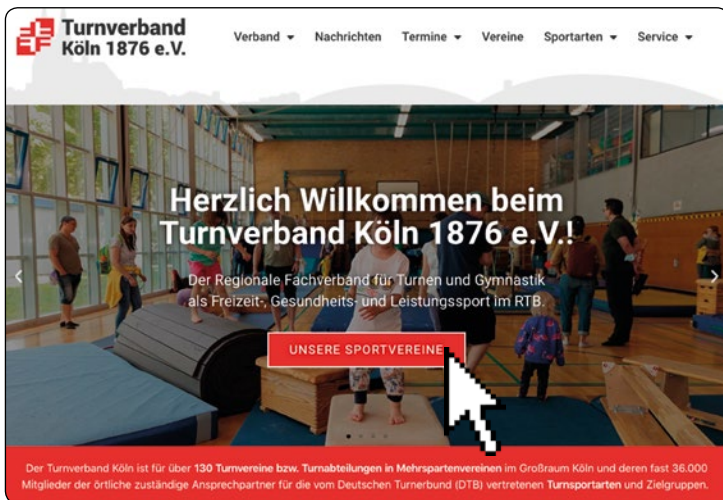 Turnverband
Köln 1876 e.V.
Verband Nachrichten Termine Vereine Sportarten Service
Herzlich Willkommen beim
Turnverband Köln 1876 e.V.!
Der Regionale Fachverband für Turnen und Gymnastik
als Freizeit-, Gesundheits- und Leistungssport im RTB.
UNSERE SPORTVEREINE
Der Turnverband Köln ist für über 130 Turnvereine bzw. Turnabteilungen in Mehrspartenvereinen im Großraum Köln und deren fast 36.000
Mitglieder der örtliche zuständige Ansprechpartner für die vom Deutschen Turnerbund (DTB) vertretenen Turnsportarten und Zielgruppen.